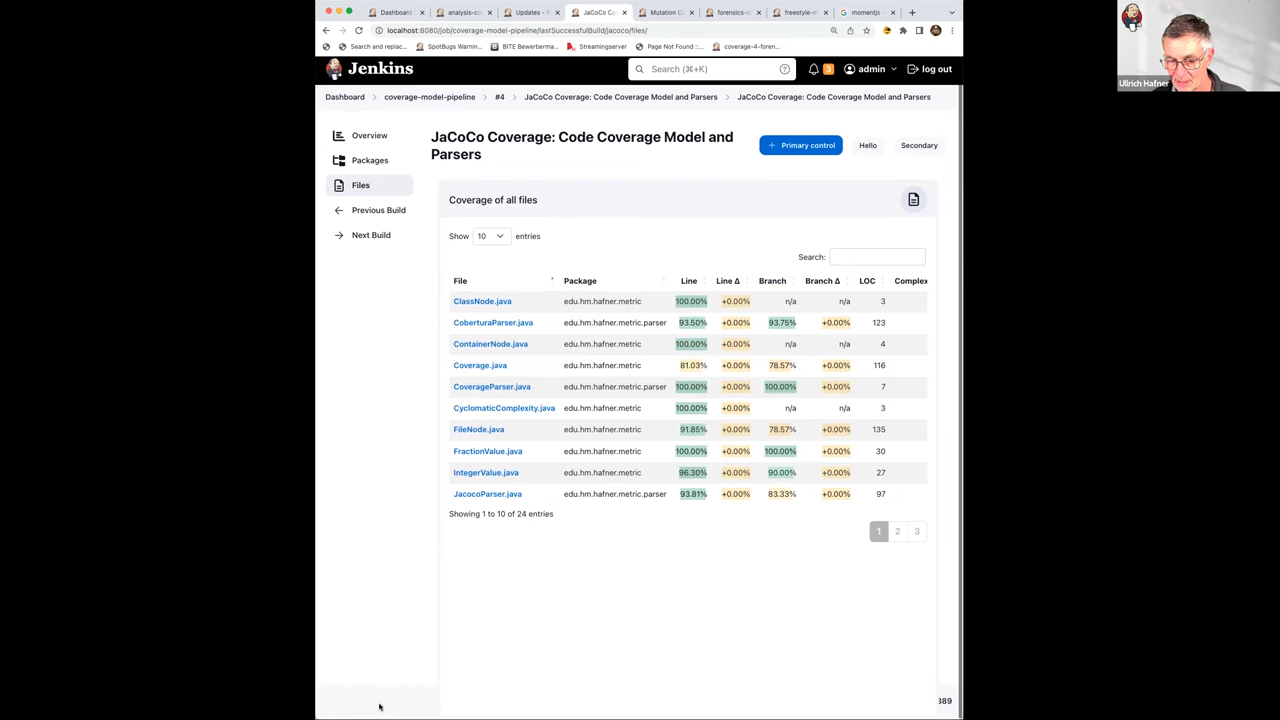 Dashboard
analysis-co
Updates - P
JaCoCo Co
Mutation C
forensics-c
freestyle-m
momentjs -
localhost:8080/job/coverage-model-pipeline/lastSuccessfulBuild/jacoco/files/
Search and replac...
SpotBugs Warnin...
BITE Bewerberma...
Streamingserver
Page Not Found ::...
coverage-4-foren...
Jenkins
Search (⌘+K)
3
admin
log out
Dashboard
coverage-model-pipeline
#4
JaCoCo Coverage: Code Coverage Model and Parsers
JaCoCo Coverage: Code Coverage Model and Parsers
Ullrich Hafner
Overview
Packages
Files
Previous Build
Next Build
JaCoCo Coverage: Code Coverage Model and
Parsers
Primary control
Hello
Secondary
Coverage of all files
Show 10 entries
Search:
File Package Line Line Δ Branch Branch Δ LOC Complex
ClassNode.java edu.hm.hafner.metric 100.00% +0.00% n/a n/a 3
CoberturaParser.java edu.hm.hafner.metric.parser 93.50% +0.00% 93.75% +0.00% 123
ContainerNode.java edu.hm.hafner.metric 100.00% +0.00% n/a n/a 4
Coverage.java edu.hm.hafner.metric 81.03% +0.00% 78.57% +0.00% 116
CoverageParser.java edu.hm.hafner.metric.parser 100.00% +0.00% 100.00% +0.00% 7
CyclomaticComplexity.java edu.hm.hafner.metric 100.00% +0.00% n/a n/a 3
FileNode.java edu.hm.hafner.metric 91.85% +0.00% 78.57% +0.00% 135
FractionValue.java edu.hm.hafner.metric 100.00% +0.00% 100.00% +0.00% 30
IntegerValue.java edu.hm.hafner.metric 96.30% +0.00% 90.00% +0.00% 27
JacocoParser.java edu.hm.hafner.metric.parser 93.81% +0.00% 83.33% +0.00% 97
Showing 1 to 10 of 24 entries
1 2 3
389